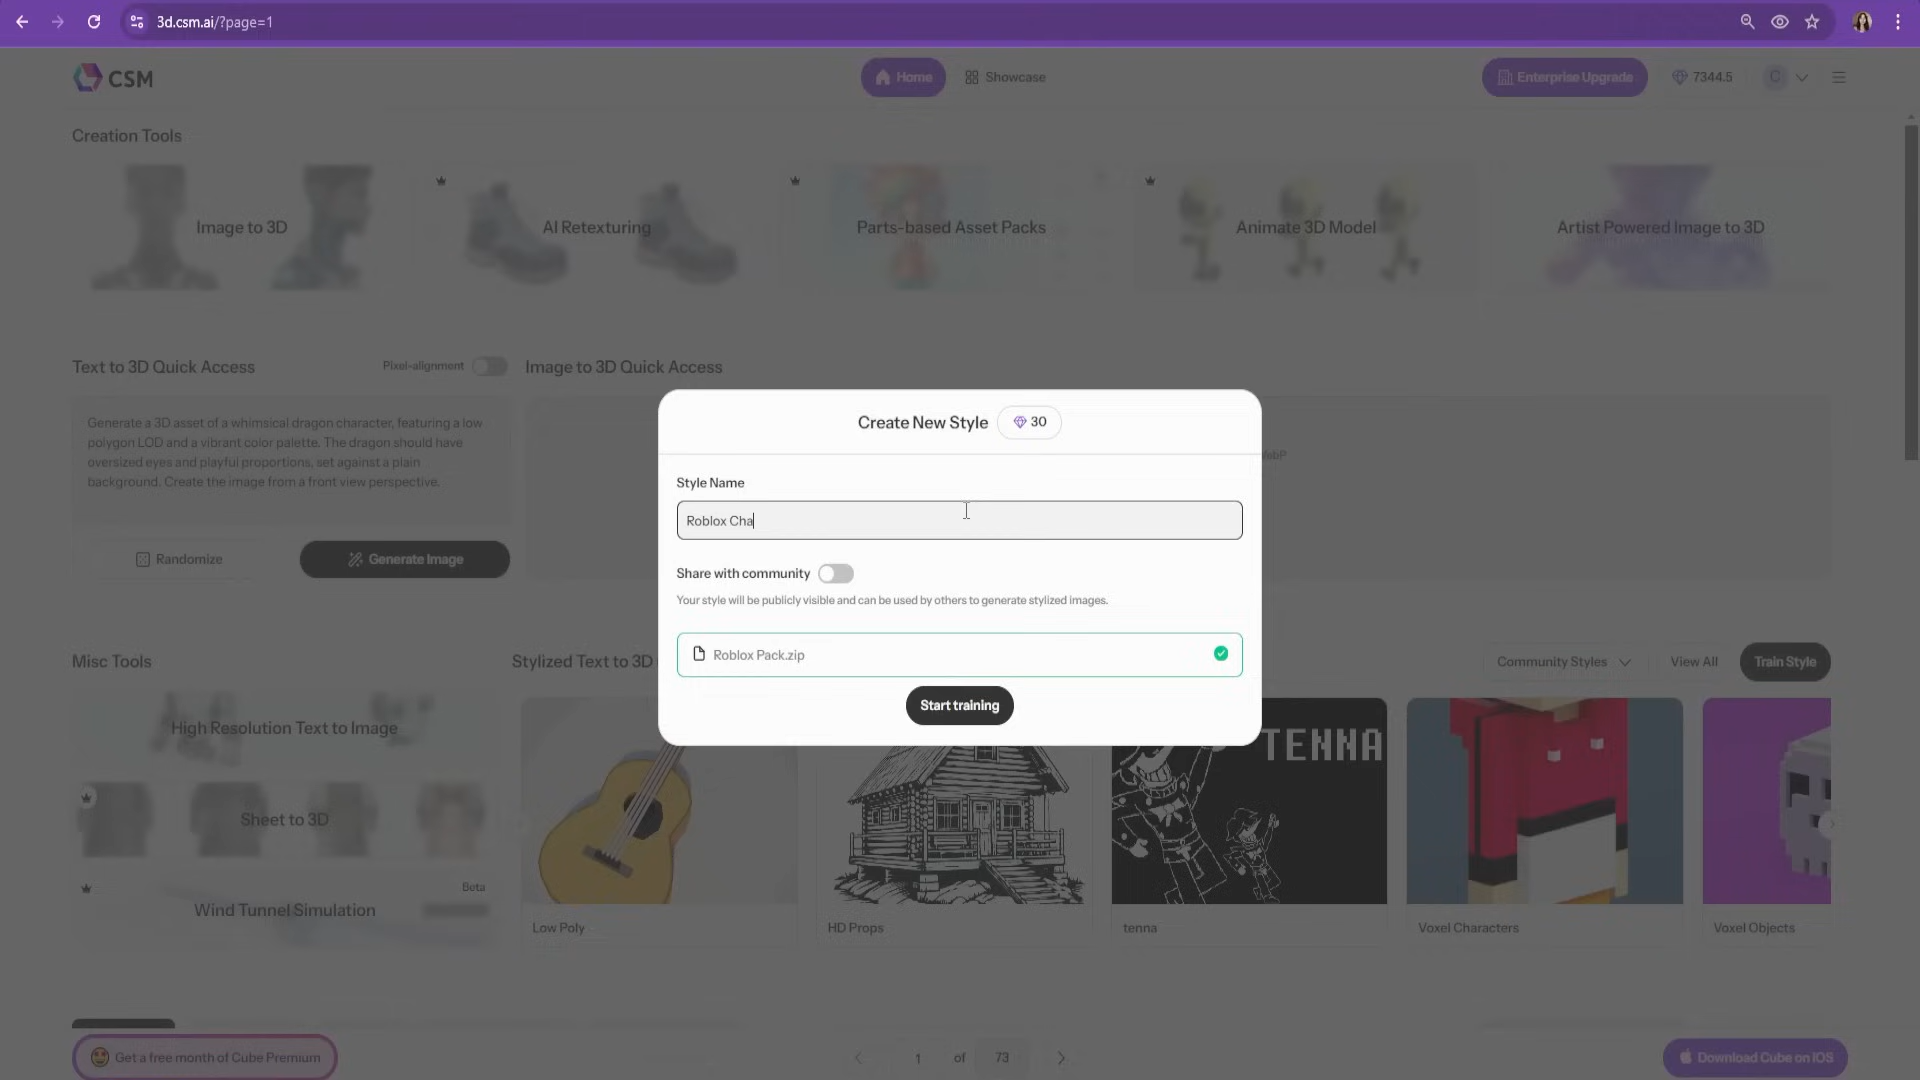 3d.csm.ai/?page=1
CSM
Home
Showcase
Enterprise Upgrade
7344.5
C
Creation Tools
Image to 3D
AI Retexturing
Parts-based Asset Packs
Animate 3D Model
Artist Powered Image to 3D
Text to 3D Quick Access
Pixel-alignment
Image to 3D Quick Access
Generate a 3D asset of a whimsical dragon character, featuring a low
polygon LOD and a vibrant color palette. The dragon should have
oversized eyes and playful proportions, set against a plain
background. Create the image from a front view perspective.
Randomize
Generate Image
Create New Style
30
Style Name
Roblox Cha
Share with community
Your style will be publicly visible and can be used by others to generate stylized images.
Roblox Pack.zip
Start training
Misc Tools
Stylized Text to 3D
Community Styles
View All
Train Style
High Resolution Text to Image
Sheet to 3D
Beta
Wind Tunnel Simulation
TENNA
Low Poly
HD Props
tenna
Voxel Characters
Voxel Objects
Get a free month of Cube Premium
1
of
73
Download Cube on iOS